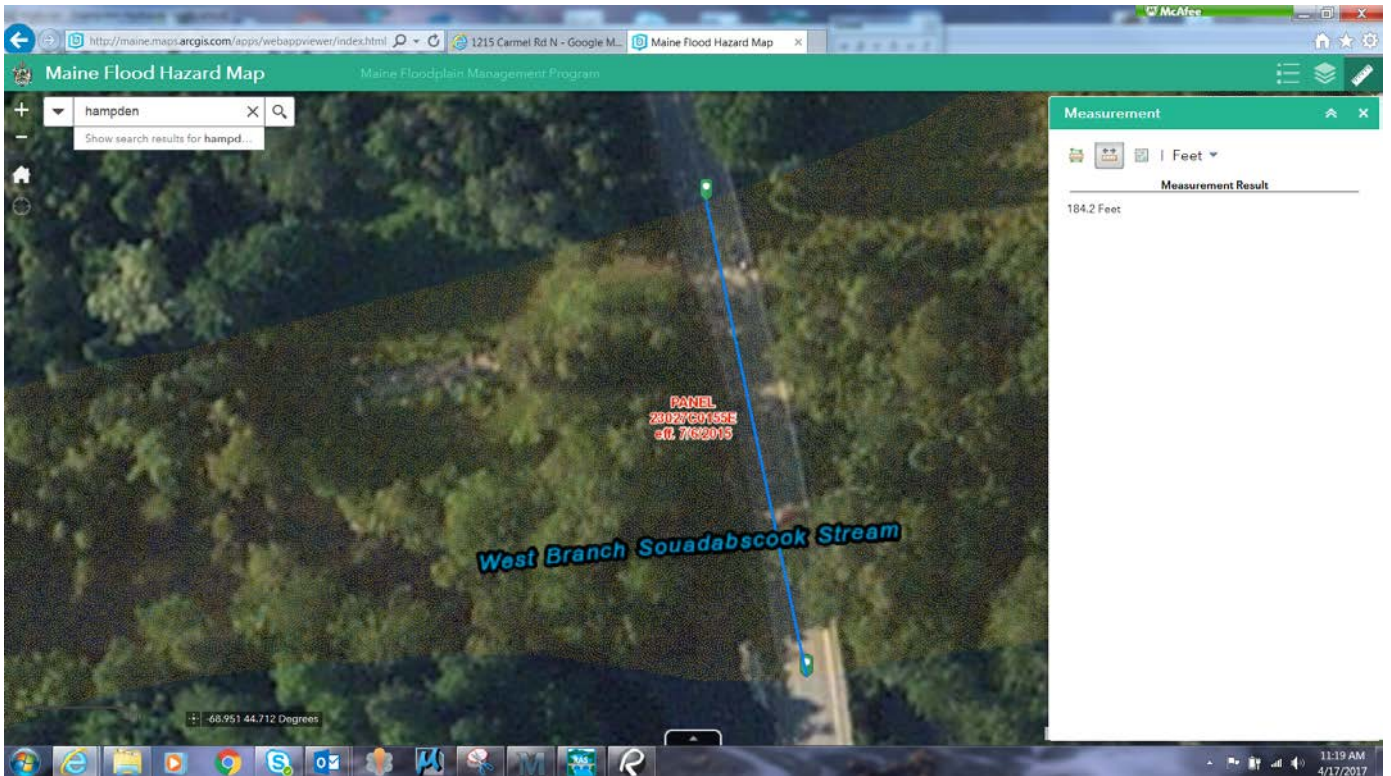 McAfee
http://maine.maps.arcgis.com/apps/webappviewer/index.html
1215 Carmel Rd N - Google M...
Maine Flood Hazard Map
Maine Flood Hazard Map
Maine Floodplain Management Program
hampden
Show search results for hampd...
Measurement
Feet
Measurement Result
184.2 Feet
PANEL
23027C0155E
eff. 7/6/2015
West Branch Souadabscook Stream
-68.951 44.712 Degrees
RAS
11:19 AM
4/17/2017